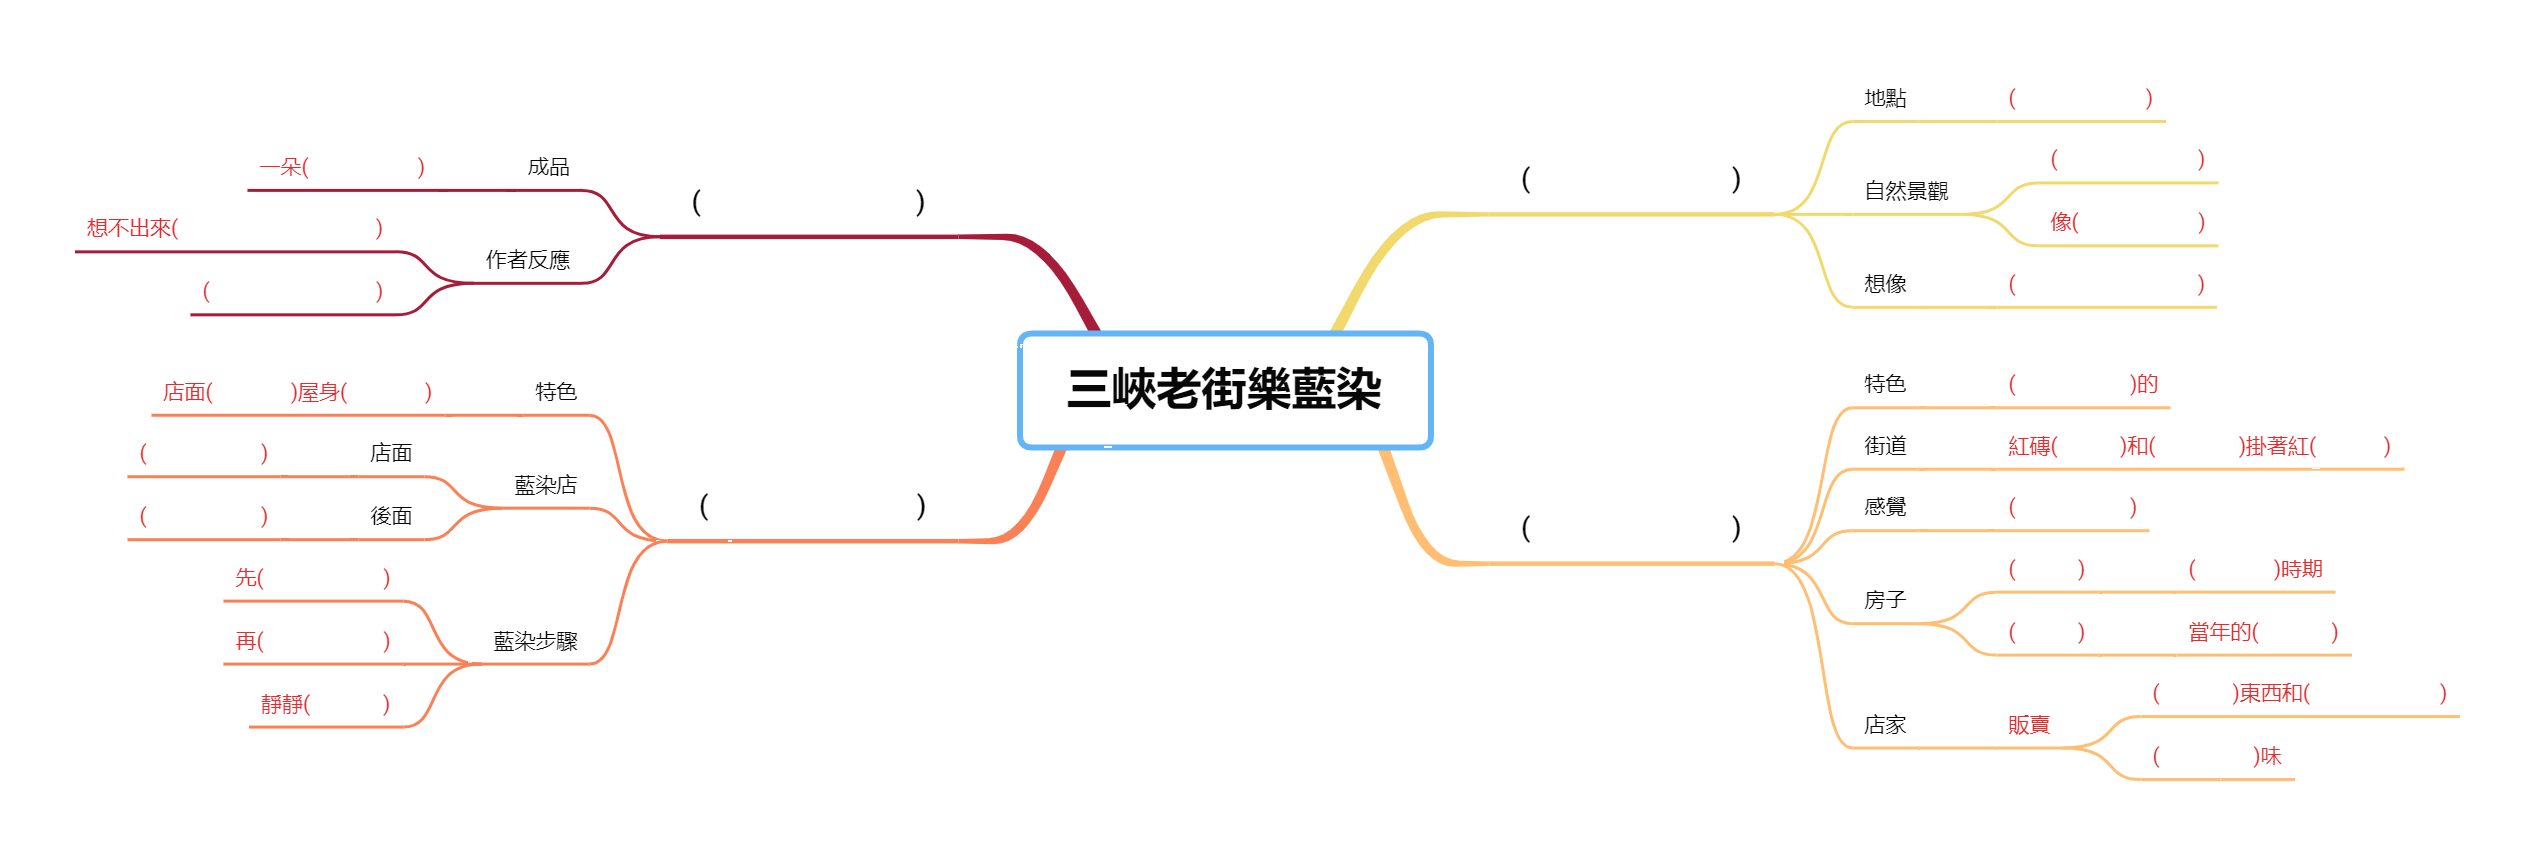 三峽老街樂藍染
(　　　　　　　)
地點　(　　　　　)
自然景觀
(　　　　　)
像(　　　　)
想像　(　　　　　　)
(　　　　　　　)
特色　(　　　　)的
街道　紅磚(　　)和(　　　)掛著紅(　　)
感覺　(　　　　)
房子
(　　)　(　　　)時期
(　　)　當年的(　　)
店家　販賣
(　　)東西和(　　　　)
(　　　)味
(　　　　　　　)
特色　店面(　　)屋身(　　)
藍染店
店面　(　　　　)
後面　(　　　　)
藍染步驟
先(　　　　)
再(　　　　)
靜靜(　　)
(　　　　　　　)
成品　一朵(　　　)
作者反應
想不出來(　　　　　　)
(　　　　　)